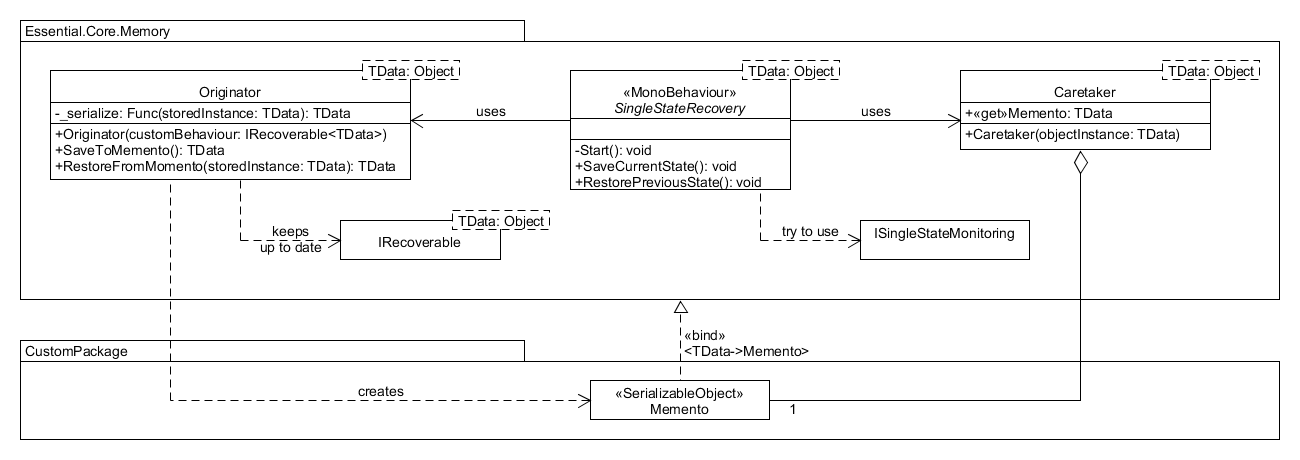 Essential.Core.Memory
TData: Object
Originator
-_serialize: Func(storedInstance: TData): TData
+Originator(customBehaviour: IRecoverable<TData>)
+SaveToMemento(): TData
+RestoreFromMomento(storedInstance: TData): TData
uses
TData: Object
«MonoBehaviour»
SingleStateRecovery
-Start(): void
+SaveCurrentState(): void
+RestorePreviousState(): void
uses
TData: Object
Caretaker
+«get»Memento: TData
+Caretaker(objectInstance: TData)
keeps
up to date
TData: Object
IRecoverable
try to use
ISingleStateMonitoring
«bind»
<TData->Memento>
CustomPackage
creates
«SerializableObject»
Memento
1